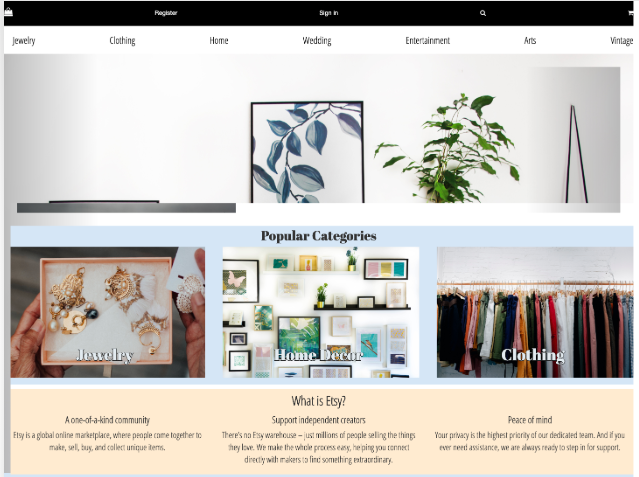 Register Sign in
Jewelry Clothing Home Wedding Entertainment Arts Vintage
Popular Categories
Jewelry Home Decor Clothing
What is Etsy?
A one-of-a-kind community
Etsy is a global online marketplace, where people come together to
make, sell, buy, and collect unique items.
Support independent creators
There's no Etsy warehouse – just millions of people selling the things
they love. We make the whole process easy, helping you connect
directly with makers to find something extraordinary.
Peace of mind
Your privacy is the highest priority of our dedicated team. And if you
ever need assistance, we are always ready to step in for support.